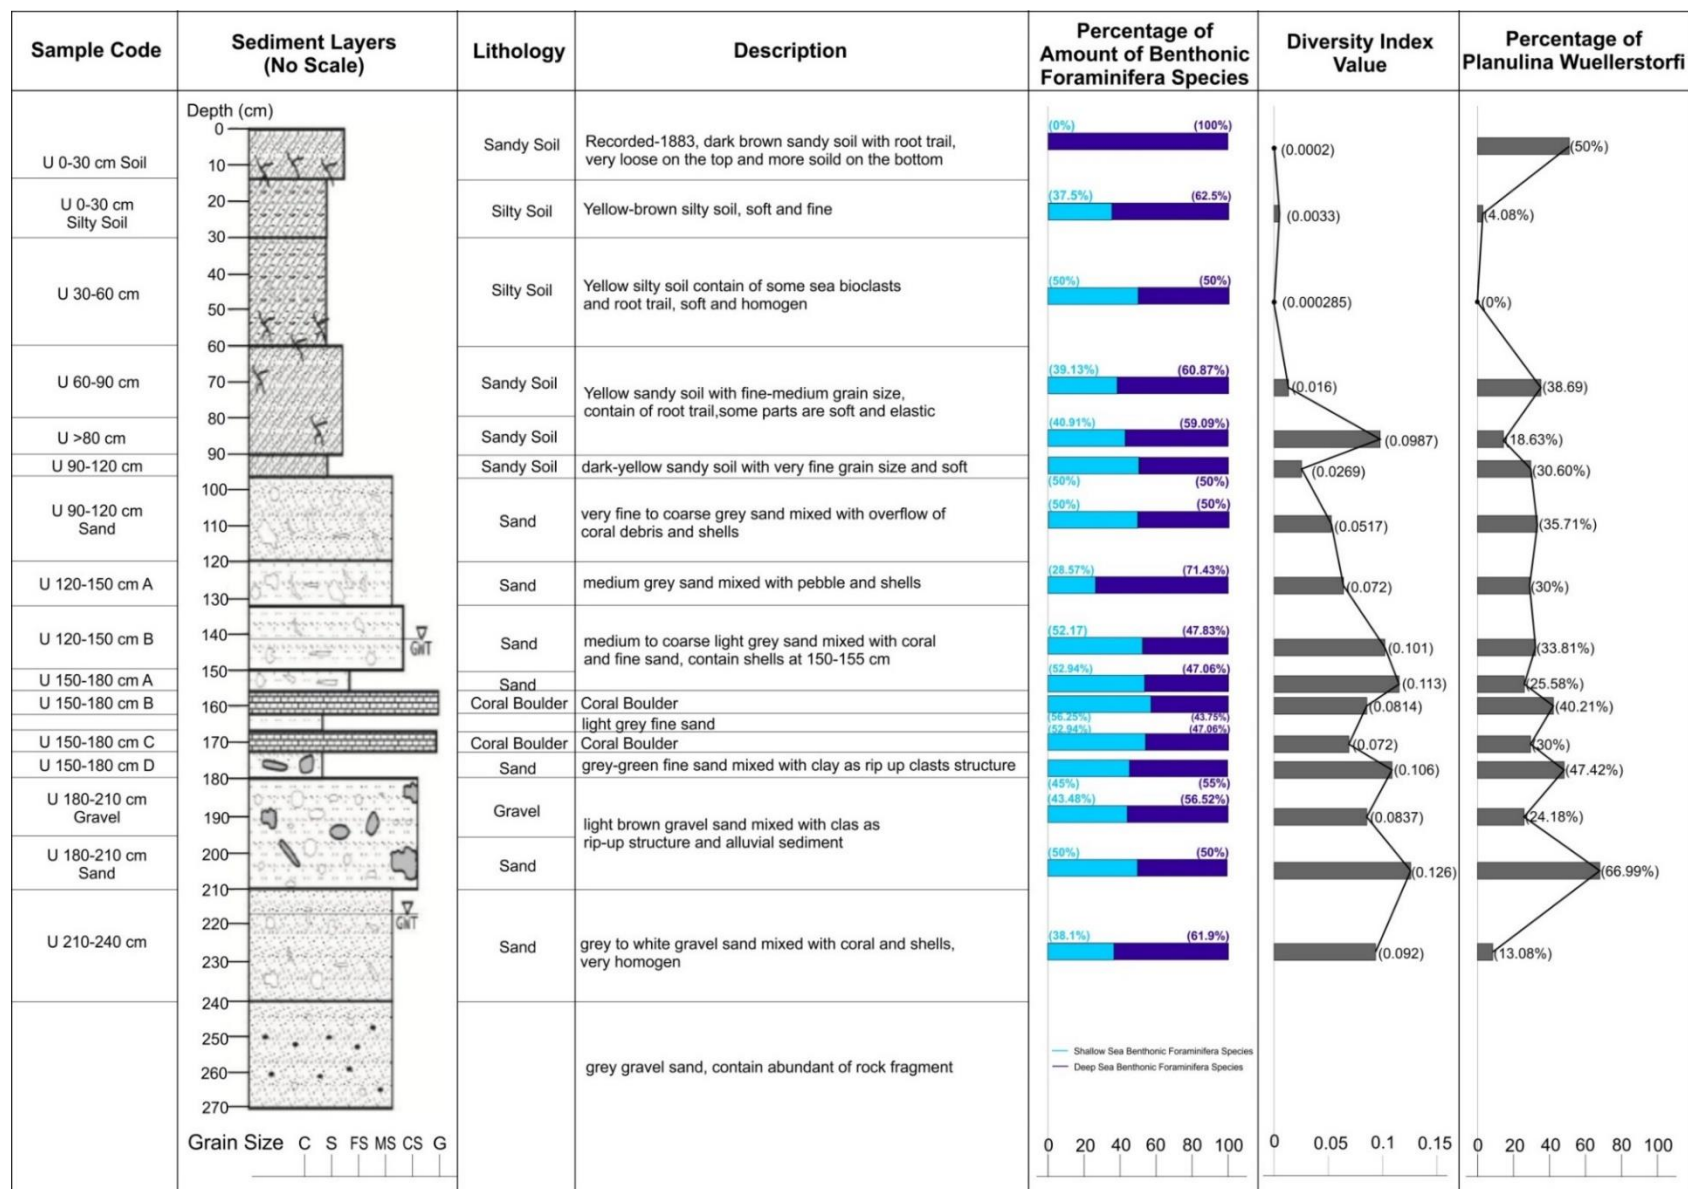 Sample Code
Sediment Layers
(No Scale)
Lithology
Description
Percentage of
Amount of Benthonic
Foraminifera Species
Diversity Index
Value
Percentage of
Planulina Wuellerstorfi
Depth (cm)
0
10
20
30
40
50
60
70
80
90
100
110
120
130
140
150
160
170
180
190
200
210
220
230
240
250
260
270
GWT
GWT
Grain Size C S FS MS CS G
U 0-30 cm Soil
Sandy Soil
Recorded-1883, dark brown sandy soil with root trail,
very loose on the top and more soild on the bottom
(0%) (100%)
(0.0002)
(50%)
U 0-30 cm
Silty Soil
Silty Soil
Yellow-brown silty soil, soft and fine
(37.5%) (62.5%)
(0.0033)
(4.08%)
U 30-60 cm
Silty Soil
Yellow silty soil contain of some sea bioclasts
and root trail, soft and homogen
(50%) (50%)
(0.000285)
(0%)
U 60-90 cm
Sandy Soil
Yellow sandy soil with fine-medium grain size,
contain of root trail,some parts are soft and elastic
(39.13%) (60.87%)
(0.016)
(38.69)
U >80 cm
Sandy Soil
(40.91%) (59.09%)
(0.0987)
(18.63%)
U 90-120 cm
Sandy Soil
dark-yellow sandy soil with very fine grain size and soft
(50%) (50%)
(0.0269)
(30.60%)
U 90-120 cm
Sand
Sand
very fine to coarse grey sand mixed with overflow of
coral debris and shells
(50%) (50%)
(0.0517)
(35.71%)
U 120-150 cm A
Sand
medium grey sand mixed with pebble and shells
(28.57%) (71.43%)
(0.072)
(30%)
U 120-150 cm B
Sand
medium to coarse light grey sand mixed with coral
and fine sand, contain shells at 150-155 cm
(52.17) (47.83%)
(0.101)
(33.81%)
U 150-180 cm A
Sand
(52.94%) (47.06%)
(0.113)
(25.58%)
U 150-180 cm B
Coral Boulder
Coral Boulder
(0.0814)
(40.21%)
light grey fine sand
(56.25%) (43.75%)
(52.94%) (47.06%)
U 150-180 cm C
Coral Boulder
Coral Boulder
(0.072)
(30%)
U 150-180 cm D
Sand
grey-green fine sand mixed with clay as rip up clasts structure
(0.106)
(47.42%)
(45%) (55%)
U 180-210 cm
Gravel
Gravel
light brown gravel sand mixed with clas as
rip-up structure and alluvial sediment
(43.48%) (56.52%)
(0.0837)
(24.18%)
U 180-210 cm
Sand
Sand
(50%) (50%)
(0.126)
(66.99%)
U 210-240 cm
Sand
grey to white gravel sand mixed with coral and shells,
very homogen
(38.1%) (61.9%)
(0.092)
(13.08%)
grey gravel sand, contain abundant of rock fragment
Shallow Sea Benthonic Foraminifera Species
Deep Sea Benthonic Foraminifera Species
0 20 40 60 80 100
0 0.05 0.1 0.15
0 20 40 60 80 100